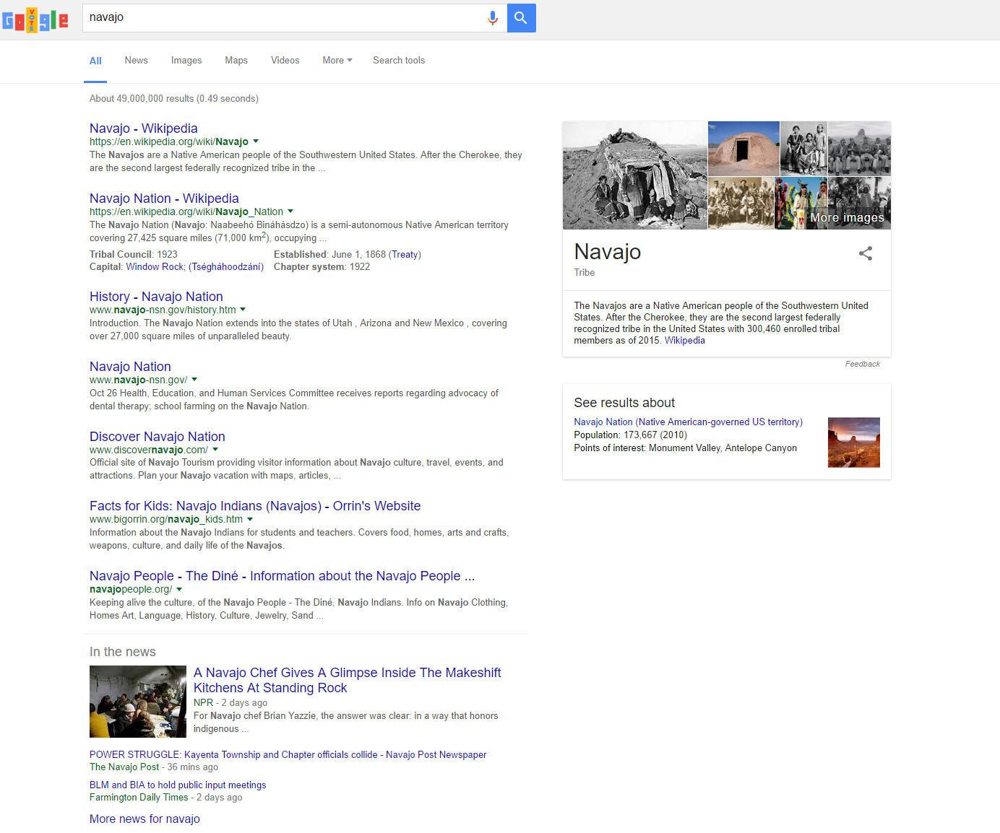 Google
VOTE
navajo
All News Images Maps Videos More Search tools
About 49,000,000 results (0.49 seconds)
Navajo - Wikipedia
https://en.wikipedia.org/wiki/Navajo
The Navajos are a Native American people of the Southwestern United States. After the Cherokee, they
are the second largest federally recognized tribe in the ...
Navajo Nation - Wikipedia
https://en.wikipedia.org/wiki/Navajo_Nation
The Navajo Nation (Navajo: Naabeehó Bináhásdzo) is a semi-autonomous Native American territory
covering 27,425 square miles (71,000 km2), occupying ...
Tribal Council: 1923 Established: June 1, 1868 (Treaty)
Capital: Window Rock; (Tségháhoodzání) Chapter system: 1922
History - Navajo Nation
www.navajo-nsn.gov/history.htm
Introduction. The Navajo Nation extends into the states of Utah , Arizona and New Mexico , covering
over 27,000 square miles of unparalleled beauty.
Navajo Nation
www.navajo-nsn.gov/
Oct 26 Health, Education, and Human Services Committee receives reports regarding advocacy of
dental therapy; school farming on the Navajo Nation.
Discover Navajo Nation
www.discovernavajo.com/
Official site of Navajo Tourism providing visitor information about Navajo culture, travel, events, and
attractions. Plan your Navajo vacation with maps, articles, ...
Facts for Kids: Navajo Indians (Navajos) - Orrin's Website
www.bigorrin.org/navajo_kids.htm
Information about the Navajo Indians for students and teachers. Covers food, homes, arts and crafts,
weapons, culture, and daily life of the Navajos.
Navajo People - The Diné - Information about the Navajo People ...
navajopeople.org/
Keeping alive the culture, of the Navajo People - The Diné, Navajo Indians. Info on Navajo Clothing,
Homes Art, Language, History, Culture, Jewelry, Sand ...
In the news
A Navajo Chef Gives A Glimpse Inside The Makeshift
Kitchens At Standing Rock
NPR - 2 days ago
For Navajo chef Brian Yazzie, the answer was clear: in a way that honors
indigenous ...
POWER STRUGGLE: Kayenta Township and Chapter officials collide - Navajo Post Newspaper
The Navajo Post - 36 mins ago
BLM and BIA to hold public input meetings
Farmington Daily Times - 2 days ago
More news for navajo
More images
Navajo
Tribe
The Navajos are a Native American people of the Southwestern United
States. After the Cherokee, they are the second largest federally
recognized tribe in the United States with 300,460 enrolled tribal
members as of 2015. Wikipedia
Feedback
See results about
Navajo Nation (Native American-governed US territory)
Population: 173,667 (2010)
Points of interest: Monument Valley, Antelope Canyon